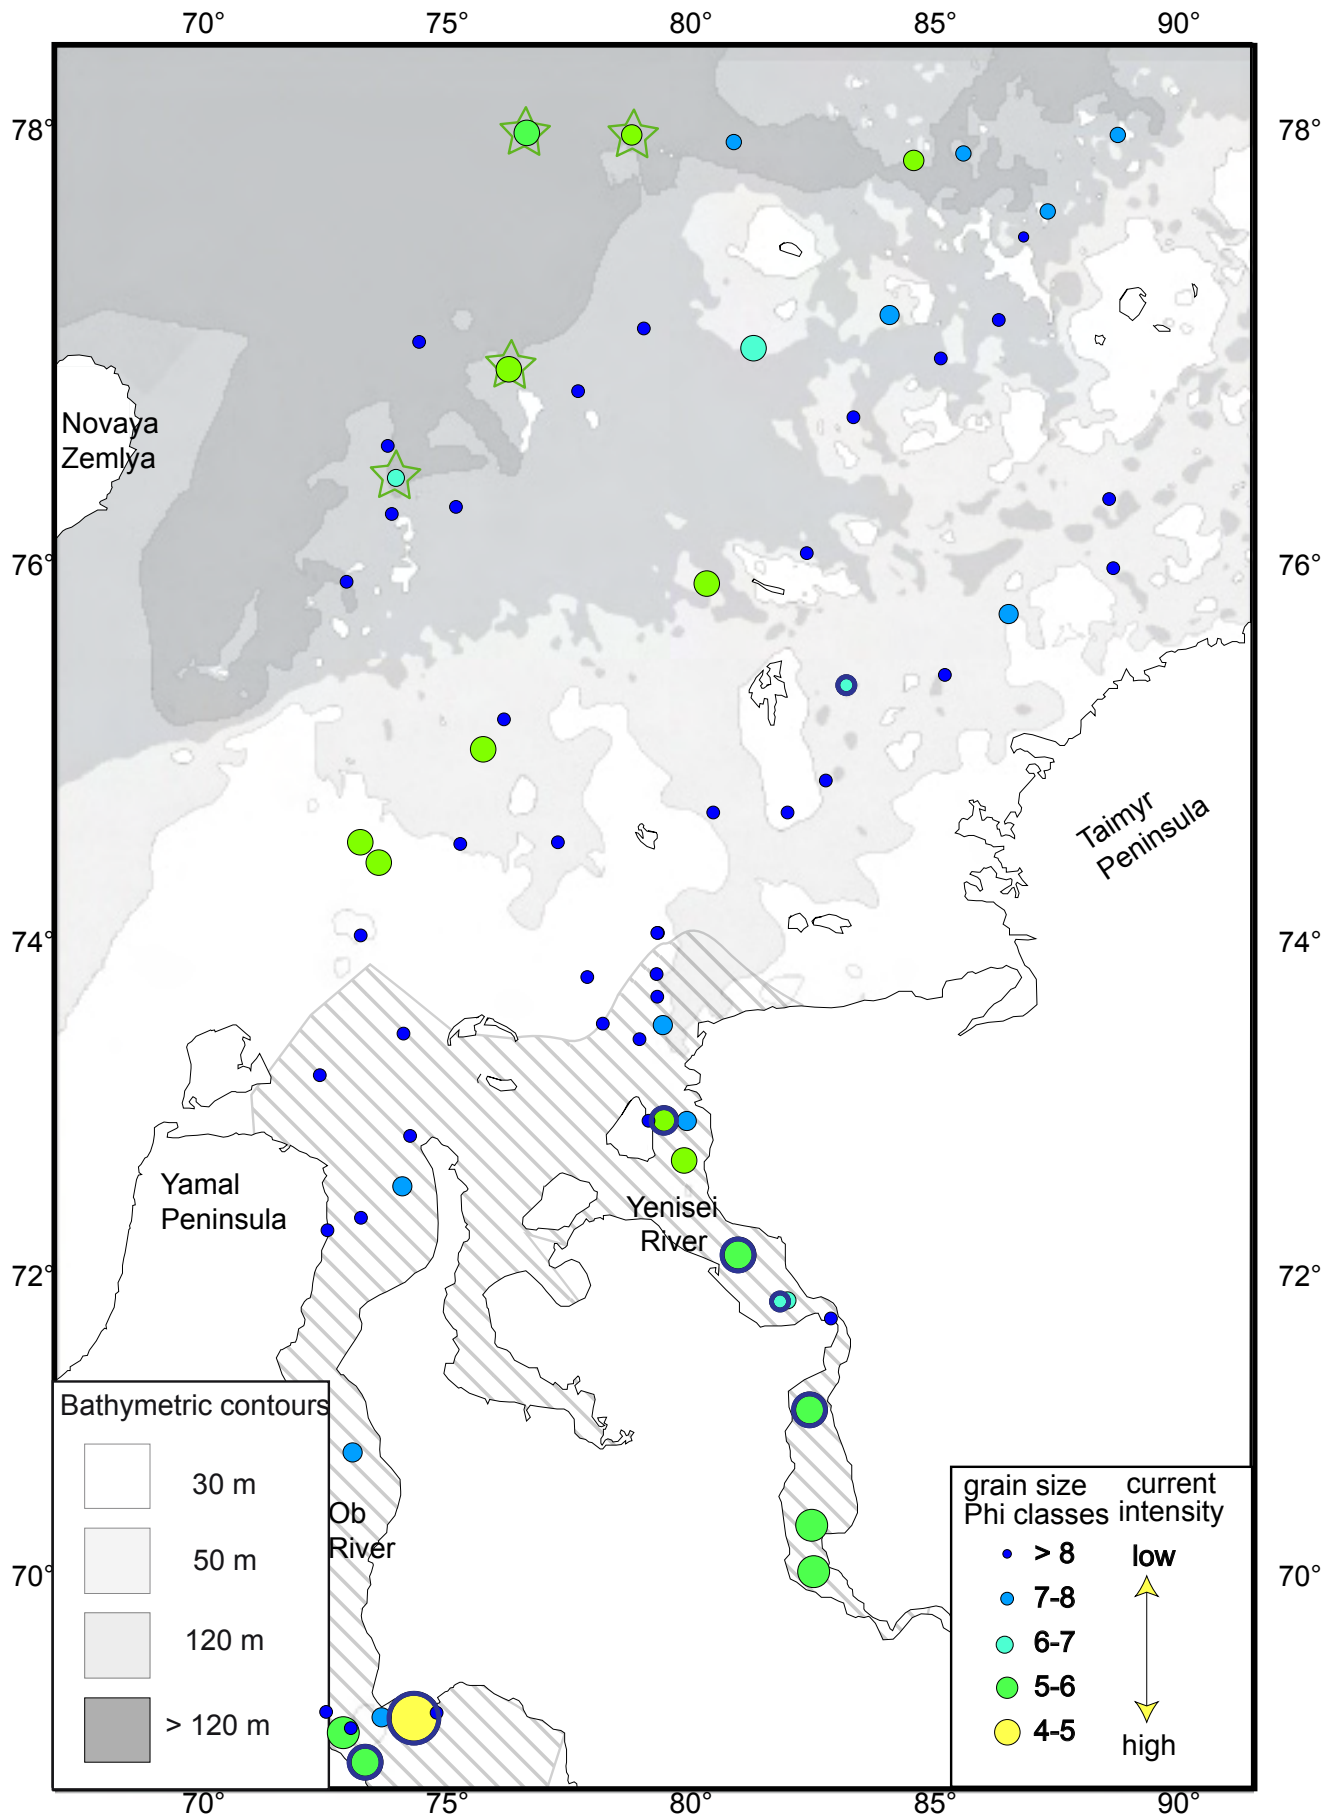 70° 75° 80° 85° 90°
78° 78°
Novaya
Zemlya
76° 76°
Taimyr
Peninsula
74° 74°
Yamal
Peninsula
Yenisei
River
72° 72°
Bathymetric contours
30 m
50 m
120 m
> 120 m
Ob
River
grain size current
Phi classes intensity
> 8 low
7-8
6-7
5-6
4-5
high
70° 70°
70° 75° 80° 85° 90°